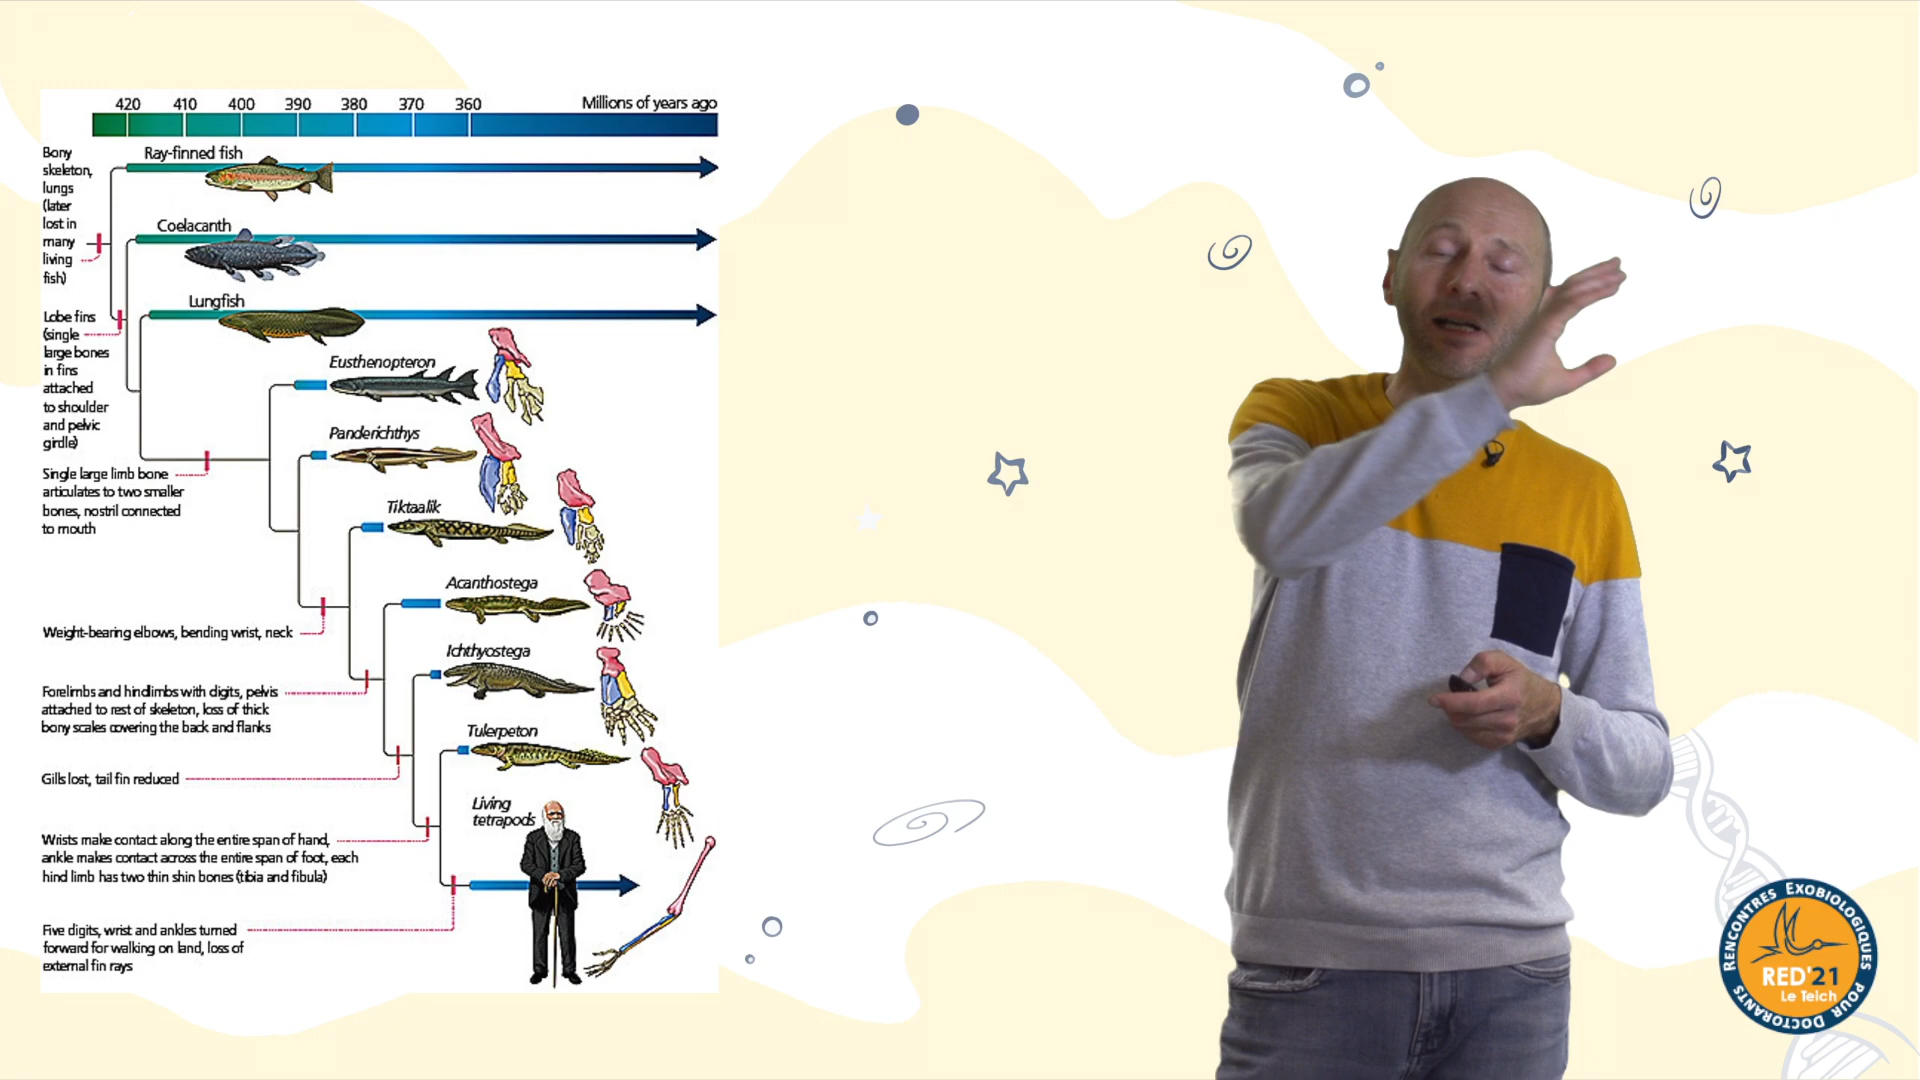 420 410 400 390 380 370 360 Millions of years ago
Bony
skeleton,
lungs
(later
lost in
many
living
fish)
Ray-finned fish
Coelacanth
Lungfish
Lobe fins
(single
large bones
in fins
attached
to shoulder
and pelvic
girdle)
Eusthenopteron
Panderichthys
Single large limb bone
articulates to two smaller
bones, nostril connected
to mouth
Tiktaalik
Acanthostega
Weight-bearing elbows, bending wrist, neck
Ichthyostega
Forelimbs and hindlimbs with digits, pelvis
attached to rest of skeleton, loss of thick
bony scales covering the back and flanks
Tulerpeton
Gills lost, tail fin reduced
Living
tetrapods
Wrists make contact along the entire span of hand,
ankle makes contact across the entire span of foot, each
hind limb has two thin shin bones (tibia and fibula)
Five digits, wrist and ankles turned
forward for walking on land, loss of
external fin rays
RENCONTRES EXOBIOLOGIQUES POUR DOCTORANTS
RED'21
Le Teich